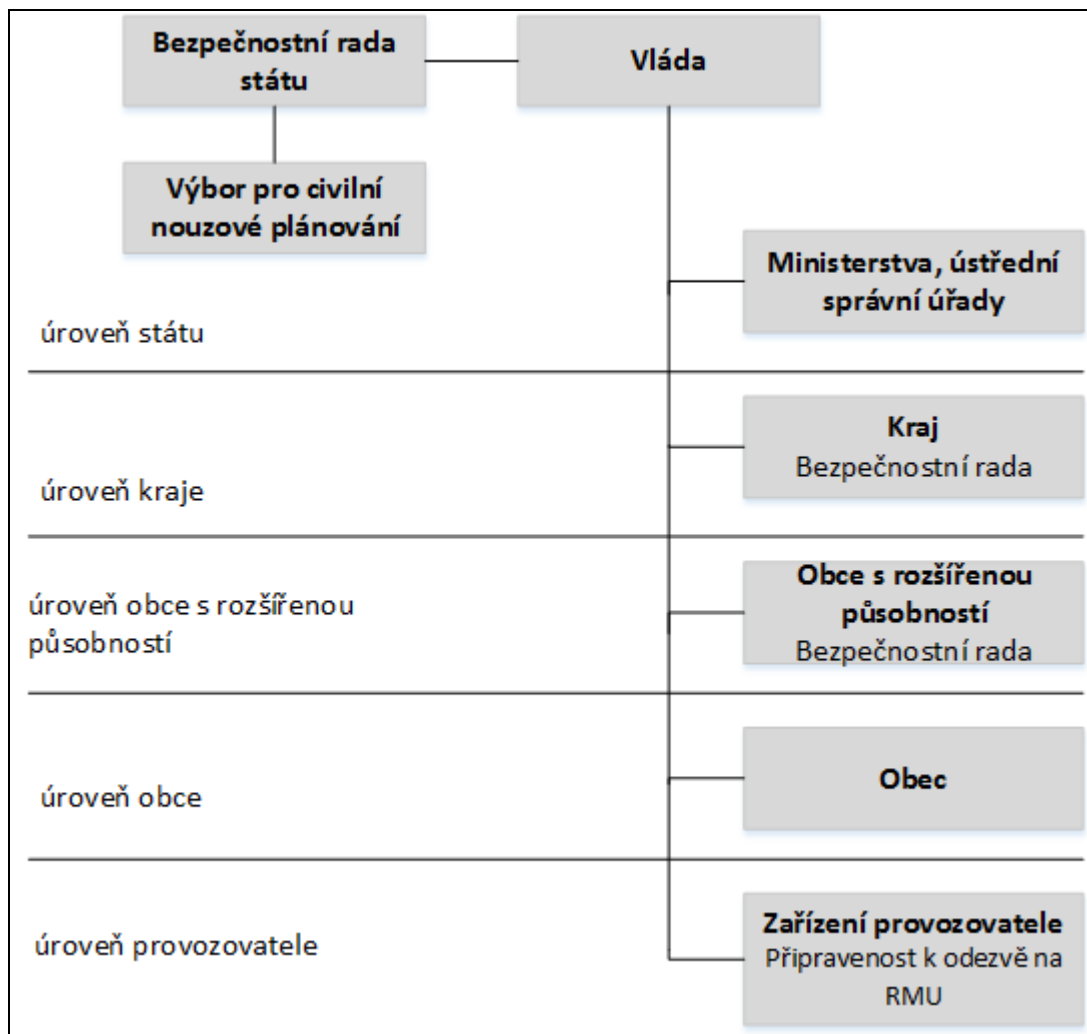 Bezpečnostní rada
státu
Vláda
Výbor pro civilní
nouzové plánování
Ministerstva, ústřední
správní úřady
úroveň státu
Kraj
Bezpečnostní rada
úroveň kraje
Obce s rozšířenou
působností
Bezpečnostní rada
úroveň obce s rozšířenou
působností
Obec
úroveň obce
Zařízení provozovatele
Připravenost k odezvě na
RMU
úroveň provozovatele